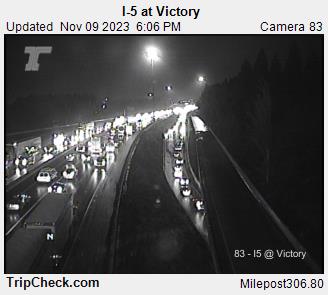 I-5 at Victory
Updated Nov 09 2023 6:06 PM Camera 83
T
N
83 - I5 @ Victory
TripCheck.com Milepost306.80